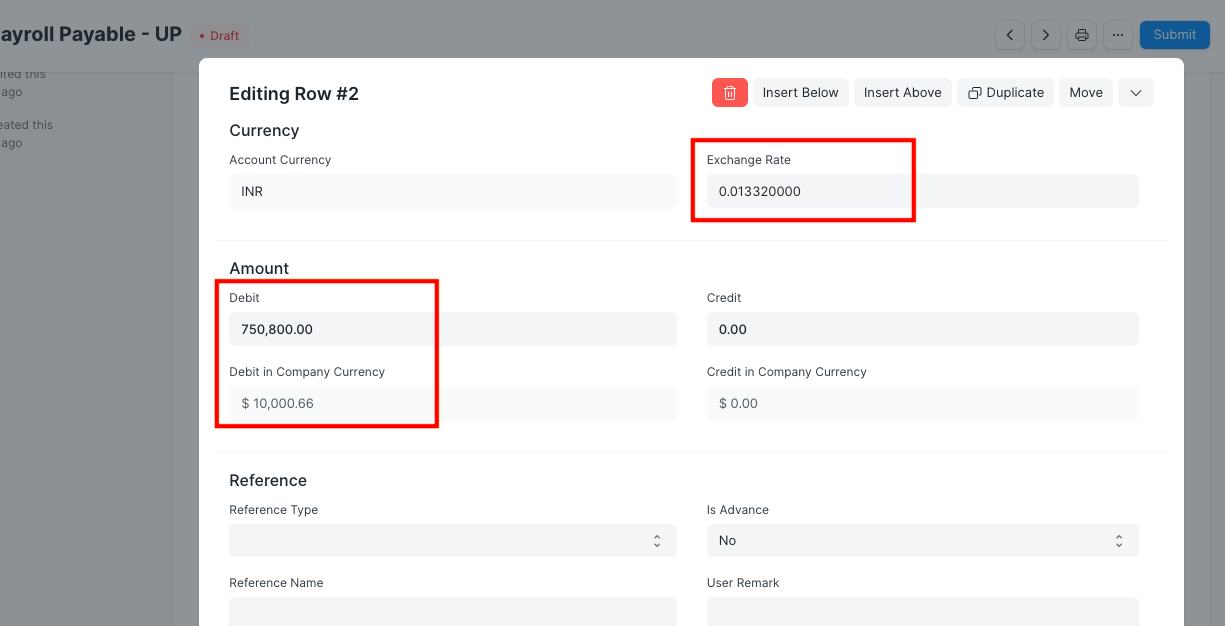 ayroll Payable - UP
Draft
Submit
ited this
ago
eated this
ago
Editing Row #2
Insert Below
Insert Above
Duplicate
Move
Currency
Account Currency
INR
Exchange Rate
0.013320000
Amount
Debit
750,800.00
Credit
0.00
Debit in Company Currency
$ 10,000.66
Credit in Company Currency
$ 0.00
Reference
Reference Type
Is Advance
No
Reference Name
User Remark